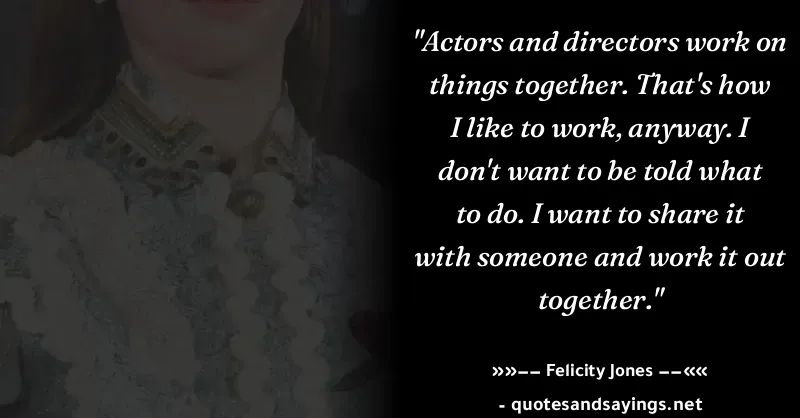 "Actors and directors work on
things together. That's how
I like to work, anyway. I
don't want to be told what
to do. I want to share it
with someone and work it out
together."
»»−− Felicity Jones −−««
- quotesandsayings.net